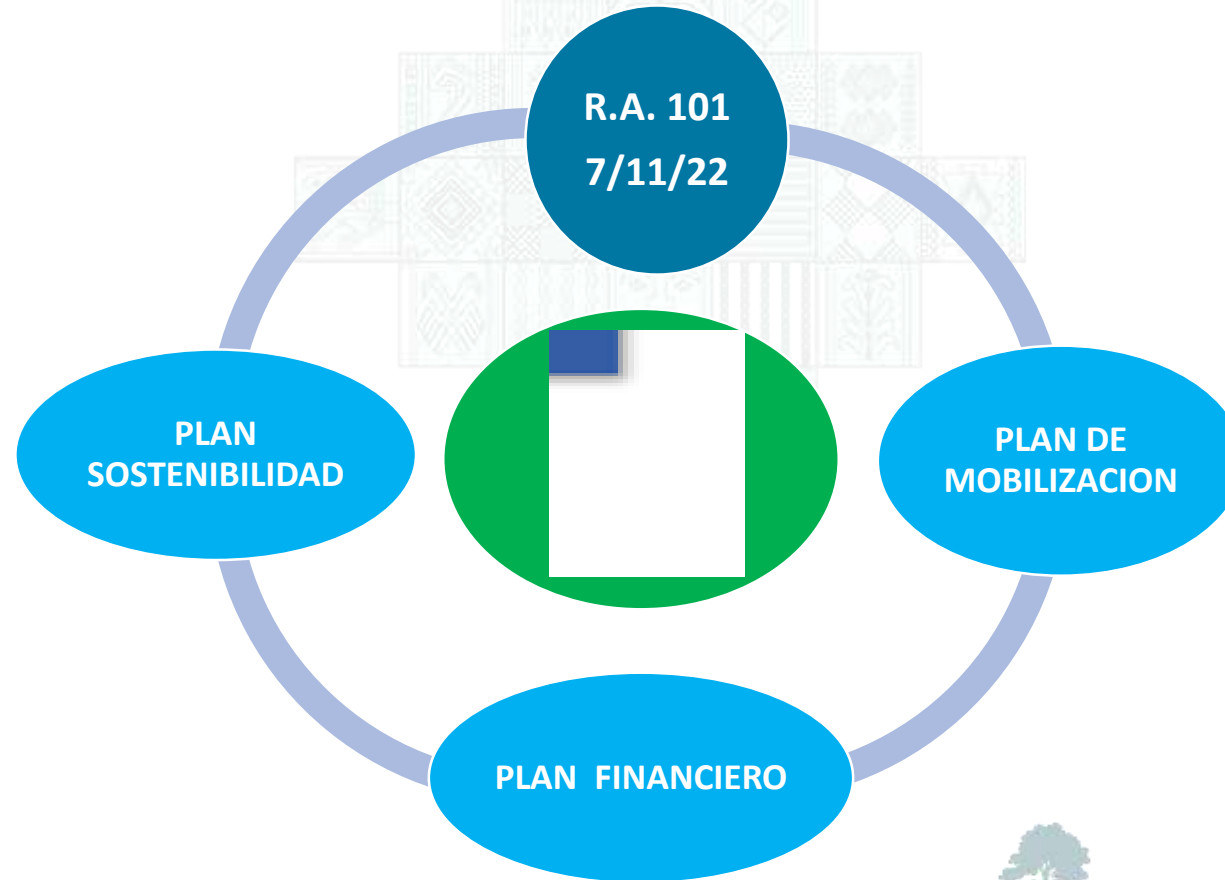 R.A. 101
7/11/22
PLAN
SOSTENIBILIDAD
PLAN DE
MOBILIZACION
PLAN FINANCIERO